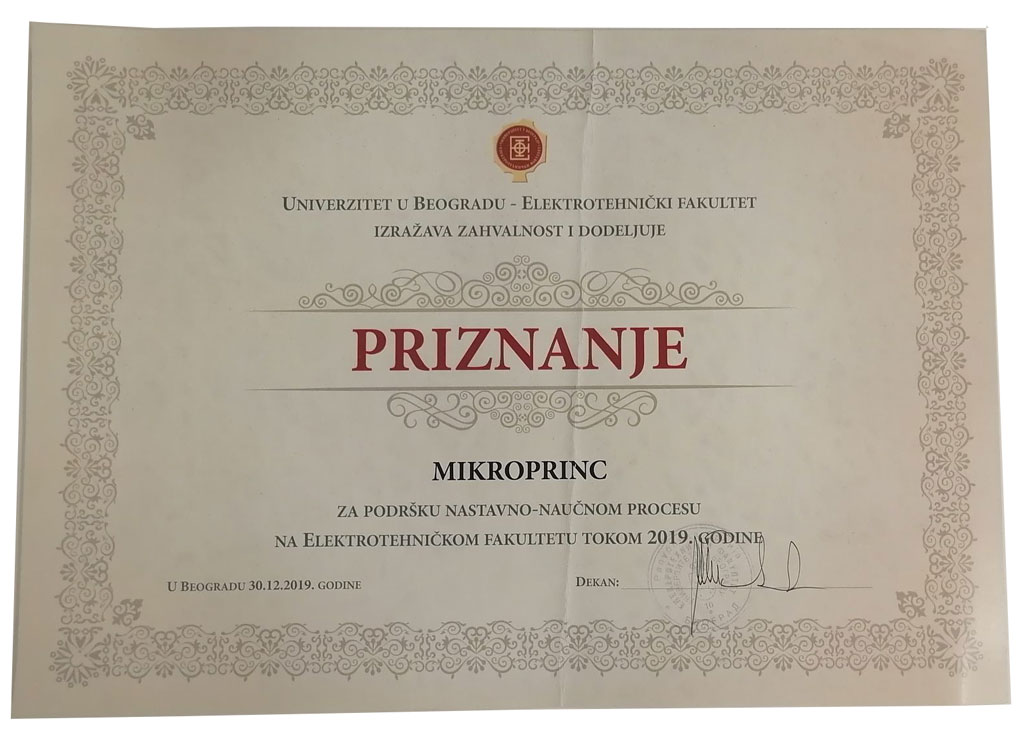 Univerzitet u Beogradu - Elektrotehnički fakultet
izražava zahvalnost i dodeljuje
PRIZNANJE
MIKROPRINC
za podršku nastavno-naučnom procesu
na Elektrotehničkom fakultetu tokom 2019. godine
U Beogradu 30.12.2019. godine
Dekan: